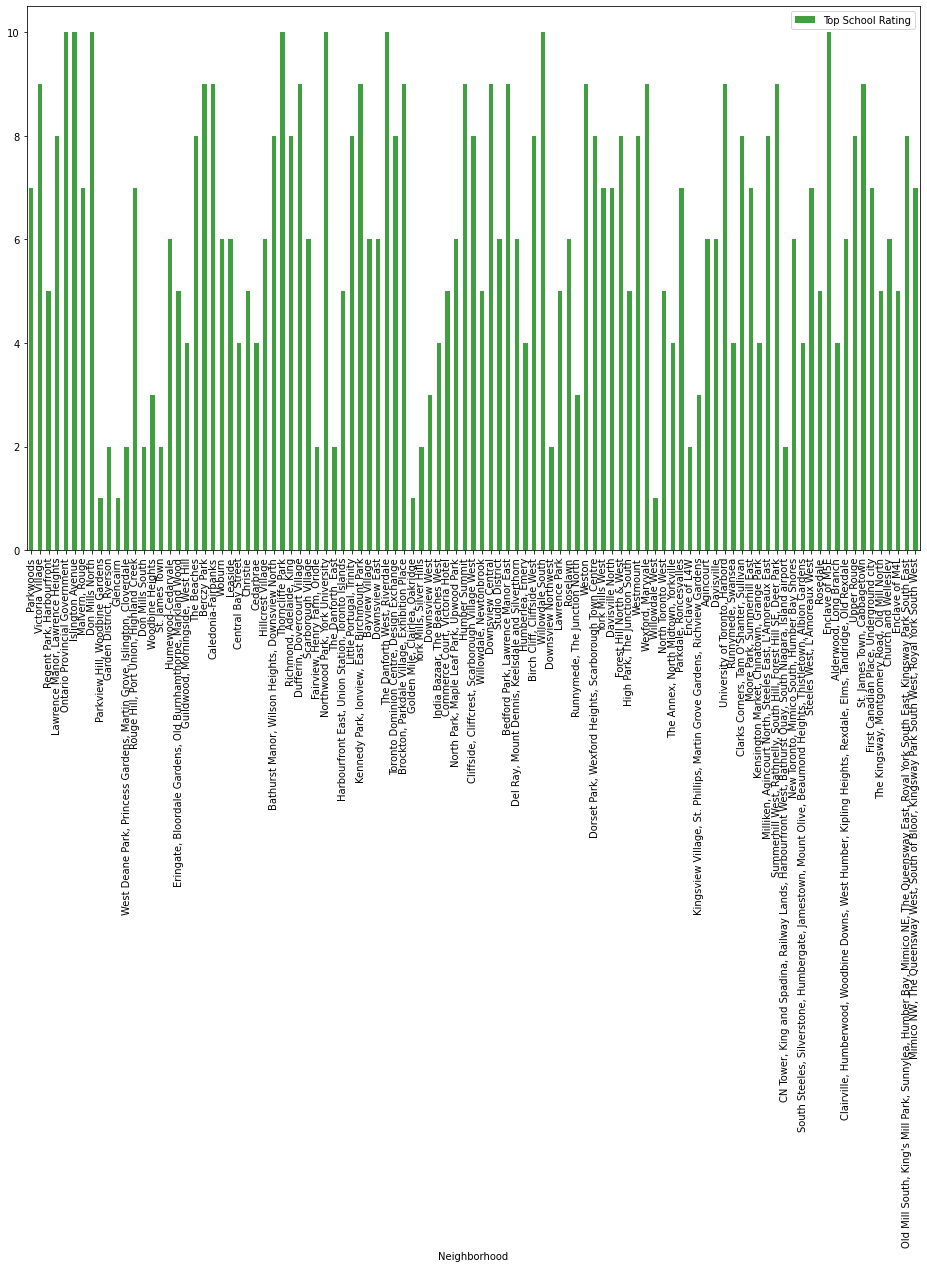 Top School Rating
10
8
6
4
2
0
Parkwoods
Victoria Village
Regent Park, Harbourfront
Lawrence Manor, Lawrence Heights
Ontario Provincial Government
Islington Avenue
Malvern, Rouge
Don Mills North
Parkview Hill, Woodbine Gardens
Garden District, Ryerson
Glencairn
West Deane Park, Princess Gardens, Martin Grove, Islington, Cloverdale
Rouge Hill, Port Union, Highland Creek
Don Mills South
Woodbine Heights
St. James Town
Humewood-Cedarvale
Eringate, Bloordale Gardens, Old Burnhamthorpe, Markland Wood
Guildwood, Morningside, West Hill
The Beaches
Berczy Park
Caledonia-Fairbanks
Woburn
Leaside
Central Bay Street
Christie
Cedarbrae
Hillcrest Village
Bathurst Manor, Wilson Heights, Downsview North
Thorncliffe Park
Richmond, Adelaide, King
Dufferin, Dovercourt Village
Scarborough Village
Fairview, Henry Farm, Oriole
Northwood Park, York University
The Danforth East
Harbourfront East, Union Station, Toronto Islands
Little Portugal, Trinity
Kennedy Park, Ionview, East Birchmount Park
Bayview Village
Downsview East
The Danforth West, Riverdale
Toronto Dominion Centre, Design Exchange
Brockton, Parkdale Village, Exhibition Place
Golden Mile, Clairlea, Oakridge
York Mills, Silver Hills
Downsview West
India Bazaar, The Beaches West
Commerce Court, Victoria Hotel
North Park, Maple Leaf Park, Upwood Park
Humber Summit
Cliffside, Cliffcrest, Scarborough Village West
Willowdale, Newtonbrook
Downsview Central
Studio District
Bedford Park, Lawrence Manor East
Del Ray, Mount Dennis, Keelsdale and Silverthorn
Humberlea, Emery
Birch Cliff, Cliffside West
Willowdale South
Downsview Northwest
Lawrence Park
Roselawn
Runnymede, The Junction North
Weston
Dorset Park, Wexford Heights, Scarborough Town Centre
York Mills West
Davisville North
Forest Hill North & West
High Park, The Junction South
Westmount
Wexford, Maryvale
Willowdale West
North Toronto West
The Annex, North Midtown, Yorkville
Parkdale, Roncesvalles
Enclave of L4W
Kingsview Village, St. Phillips, Martin Grove Gardens, Richview Gardens
Agincourt
Davisville
University of Toronto, Harbord
Runnymede, Swansea
Clarks Corners, Tam O'Shanter, Sullivan
Moore Park, Summerhill East
Kensington Market, Chinatown, Grange Park
Milliken, Agincourt North, Steeles East, L'Amoreaux East
Summerhill West, Rathnelly, South Hill, Forest Hill SE, Deer Park
CN Tower, King and Spadina, Railway Lands, Harbourfront West, Bathurst Quay, South Niagara, Island airport
New Toronto, Mimico South, Humber Bay Shores
South Steeles, Silverstone, Humbergate, Jamestown, Mount Olive, Beaumond Heights, Thistletown, Albion Gardens
Steeles West, L'Amoreaux West
Rosedale
Enclave of M5E
Alderwood, Long Branch
Clairville, Humberwood, Woodbine Downs, West Humber, Kipling Heights, Rexdale, Elms, Tandridge, Old Rexdale
Upper Rouge
St. James Town, Cabbagetown
First Canadian Place, Underground city
The Kingsway, Montgomery Road, Old Mill North
Church and Wellesley
Enclave of M4L
Old Mill South, King's Mill Park, Sunnylea, Humber Bay, Mimico NE, The Queensway East, Royal York South East, Kingsway Park South East
Mimico NW, The Queensway West, South of Bloor, Kingsway Park South West, Royal York South West
Neighborhood